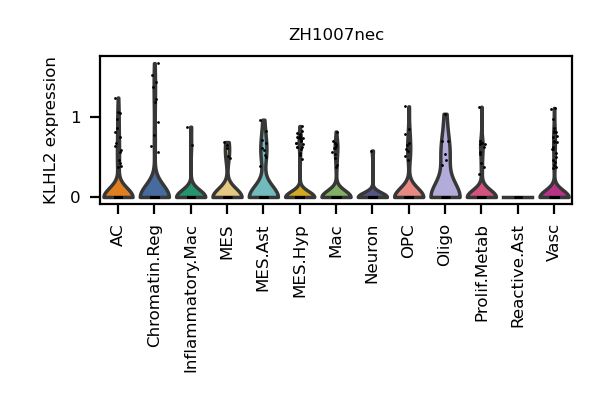 ZH1007nec
KLHL2 expression
1
0
AC
Chromatin.Reg
Inflammatory.Mac
MES
MES.Ast
MES.Hyp
Mac
Neuron
OPC
Oligo
Prolif.Metab
Reactive.Ast
Vasc